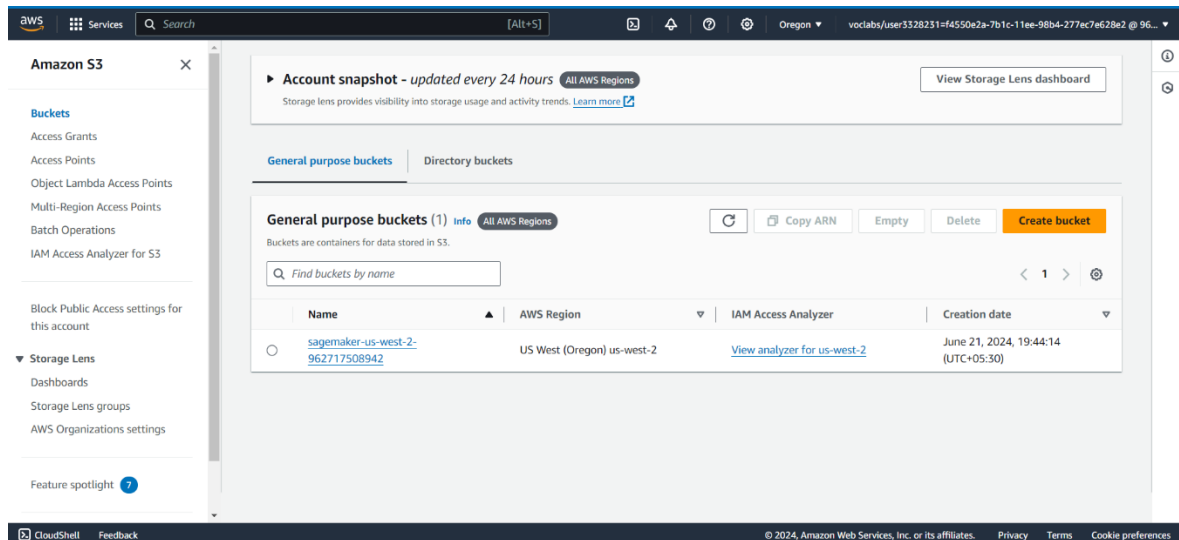 aws
Services
Search
[Alt+S]
Oregon
voclabs/user3328231=f4550e2a-7b1c-11ee-98b4-277ec7e628e2 @ 96...
Amazon S3
Buckets
Access Grants
Access Points
Object Lambda Access Points
Multi-Region Access Points
Batch Operations
IAM Access Analyzer for S3
Block Public Access settings for
this account
Storage Lens
Dashboards
Storage Lens groups
AWS Organizations settings
Feature spotlight 7
Account snapshot - updated every 24 hours All AWS Regions
Storage lens provides visibility into storage usage and activity trends. Learn more
View Storage Lens dashboard
General purpose buckets
Directory buckets
General purpose buckets (1) Info All AWS Regions
Buckets are containers for data stored in S3.
Copy ARN
Empty
Delete
Create bucket
Find buckets by name
1
Name
AWS Region
IAM Access Analyzer
Creation date
sagemaker-us-west-2-
962717508942
US West (Oregon) us-west-2
View analyzer for us-west-2
June 21, 2024, 19:44:14
(UTC+05:30)
CloudShell
Feedback
© 2024, Amazon Web Services, Inc. or its affiliates.
Privacy
Terms
Cookie preferences